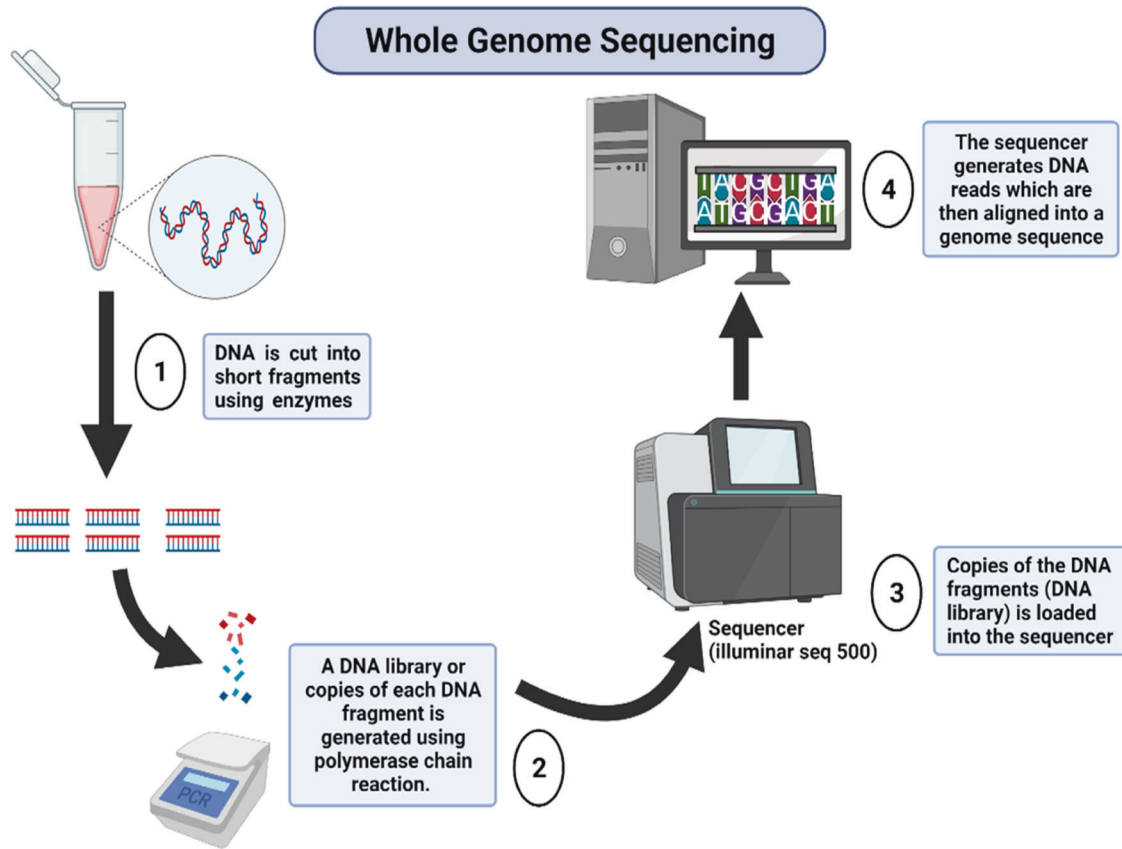 Whole Genome Sequencing
1
DNA is cut into
short fragments
using enzymes
A DNA library or
copies of each DNA
fragment is
generated using
polymerase chain
reaction.
2
PCR
Sequencer
(illuminar seq 500)
3
Copies of the DNA
fragments (DNA
library) is loaded
into the sequencer
4
The sequencer
generates DNA
reads which are
then aligned into a
genome sequence
TACGCTGA
ATGCGACT